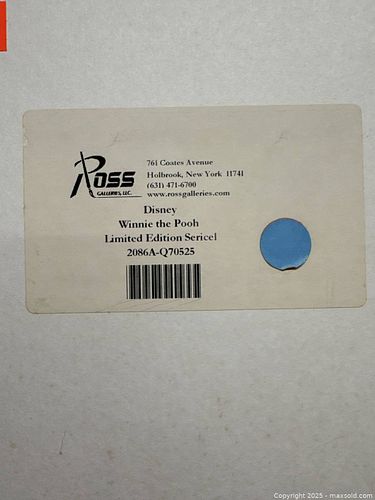 ROSS
GALLERIES, LLC.
761 Coates Avenue
Holbrook, New York 11741
(631) 471-6700
www.rossgalleries.com
Disney
Winnie the Pooh
Limited Edition Sericel
2086A-Q70525
Copyright 2025 - maxsold.com